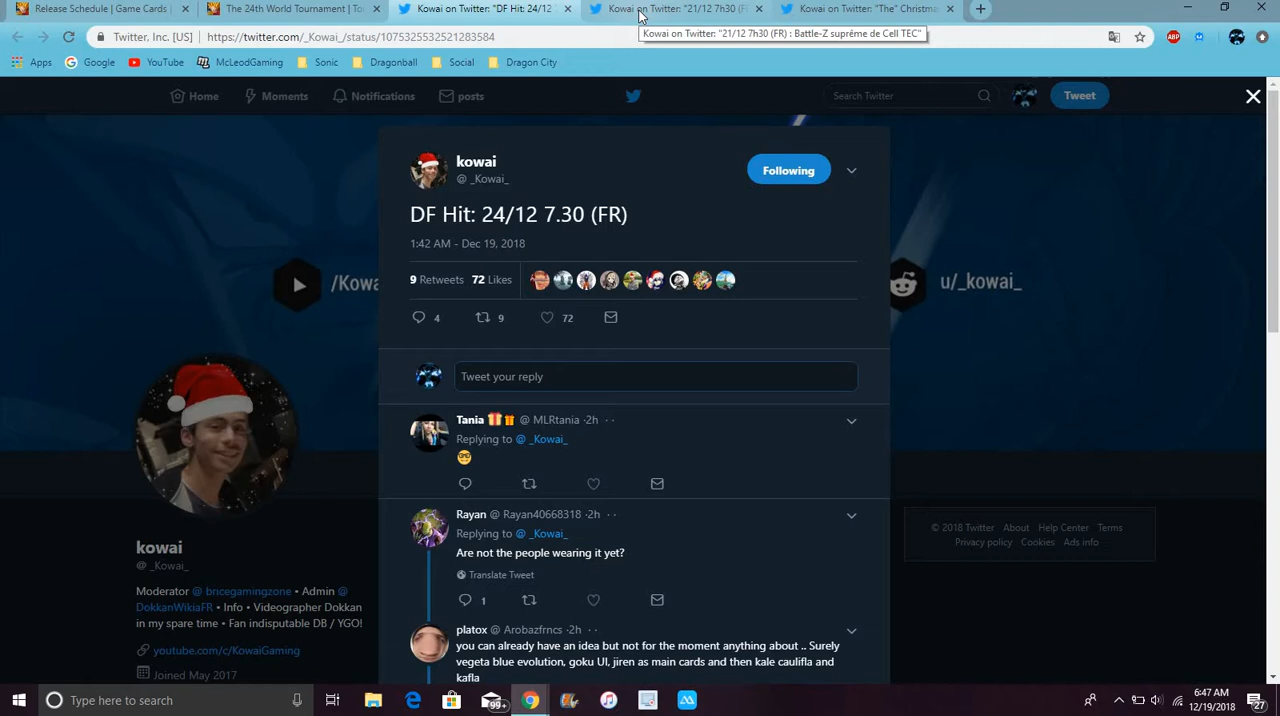 Release Schedule | Game Cards
The 24th World Tournament | To
Kowai on Twitter: "DF Hit: 24/12 7
Kowai on Twitter: "21/12 7h30 (F
Kowai on Twitter: "The" Christma
Kowai on Twitter: "21/12 7h30 (FR) : Battle-Z suprême de Cell TEC"
Twitter, Inc. [US] | https://twitter.com/_Kowai_/status/1075325532521283584
ABP
Apps Google YouTube McLeodGaming Sonic Dragonball Social Dragon City
Home Moments Notifications posts
Search Twitter
Tweet
kowai
@ _Kowai_
Following
DF Hit: 24/12 7.30 (FR)
1:42 AM - Dec 19, 2018
9 Retweets 72 Likes
/Kowa
u/_kowai_
4 9 72
Tweet your reply
Tania @ MLRtania ·2h
Replying to @ _Kowai_
Rayan @ Rayan40668318 ·2h
Replying to @ _Kowai_
Are not the people wearing it yet?
Translate Tweet
1
platox @ Arobazfrncs ·2h
you can already have an idea but not for the moment anything about .. Surely
vegeta blue evolution, goku UI, jiren as main cards and then kale caulifla and
kafla
kowai
@ _Kowai_
Moderator @ bricegamingzone • Admin @
DokkanWikiaFR • Info • Videographer Dokkan
in my spare time • Fan indisputable DB / YGO!
youtube.com/c/KowaiGaming
Joined May 2017
© 2018 Twitter About Help Center Terms
Privacy policy Cookies Ads info
Type here to search
99+
6:47 AM
12/19/2018
27